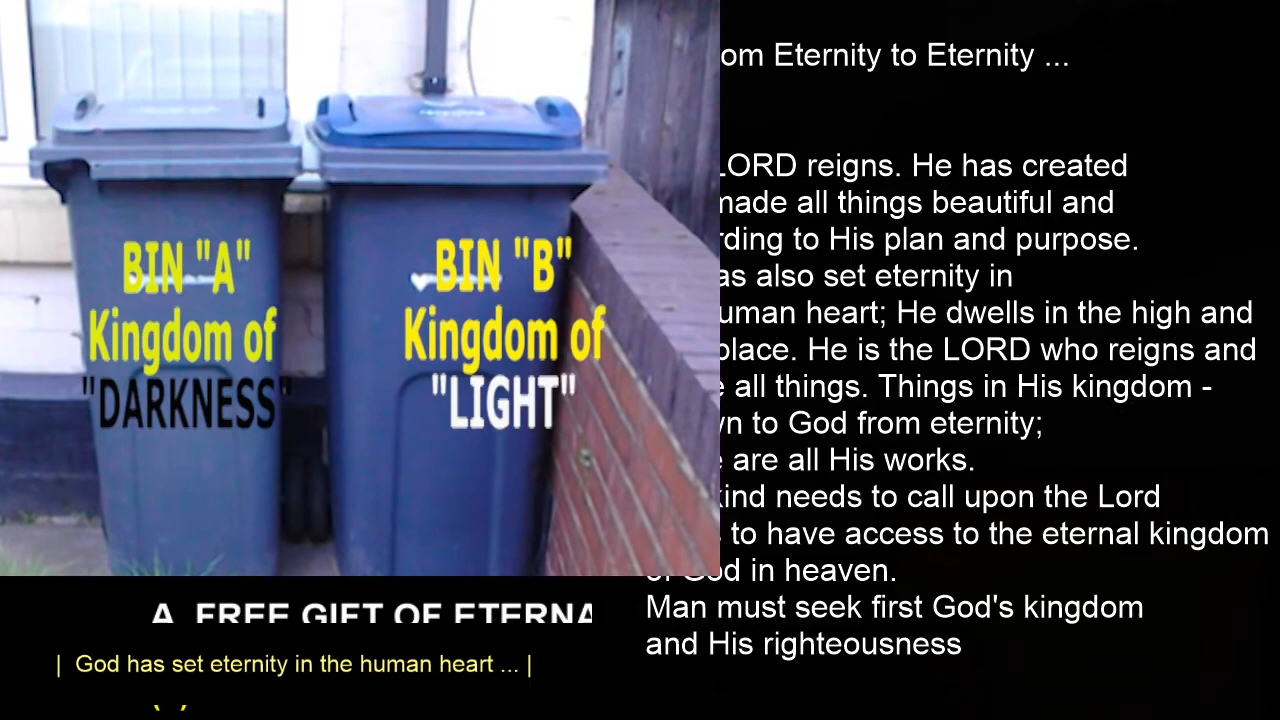 BIN "A"
Kingdom of
"DARKNESS"
BIN "B"
Kingdom of
"LIGHT"
om Eternity to Eternity ...
LORD reigns. He has created
made all things beautiful and
rding to His plan and purpose.
as also set eternity in
uman heart; He dwells in the high and
place. He is the LORD who reigns and
all things. Things in His kingdom -
n to God from eternity;
are all His works.
kind needs to call upon the Lord
to have access to the eternal kingdom
of God in heaven.
Man must seek first God's kingdom
and His righteousness
A FREE GIFT OF ETERNA
| God has set eternity in the human heart ... |